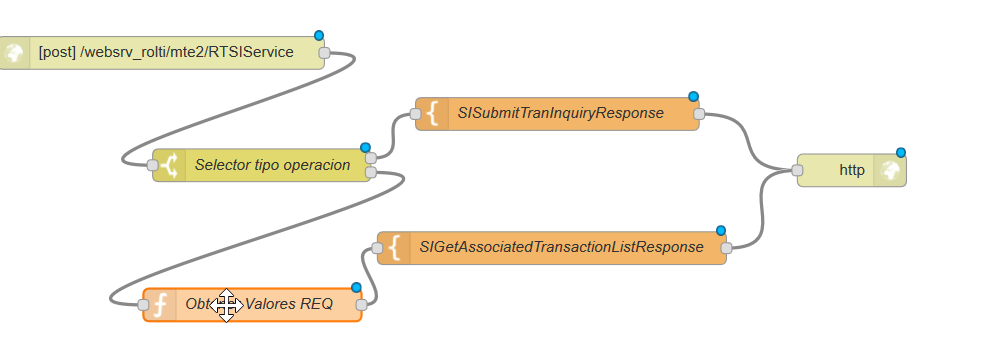 [post] /websrv_rolti/mte2/RTSIService
SISubmitTranInquiryResponse
Selector tipo operacion
http
SIGetAssociatedTransactionListResponse
Valores REQ